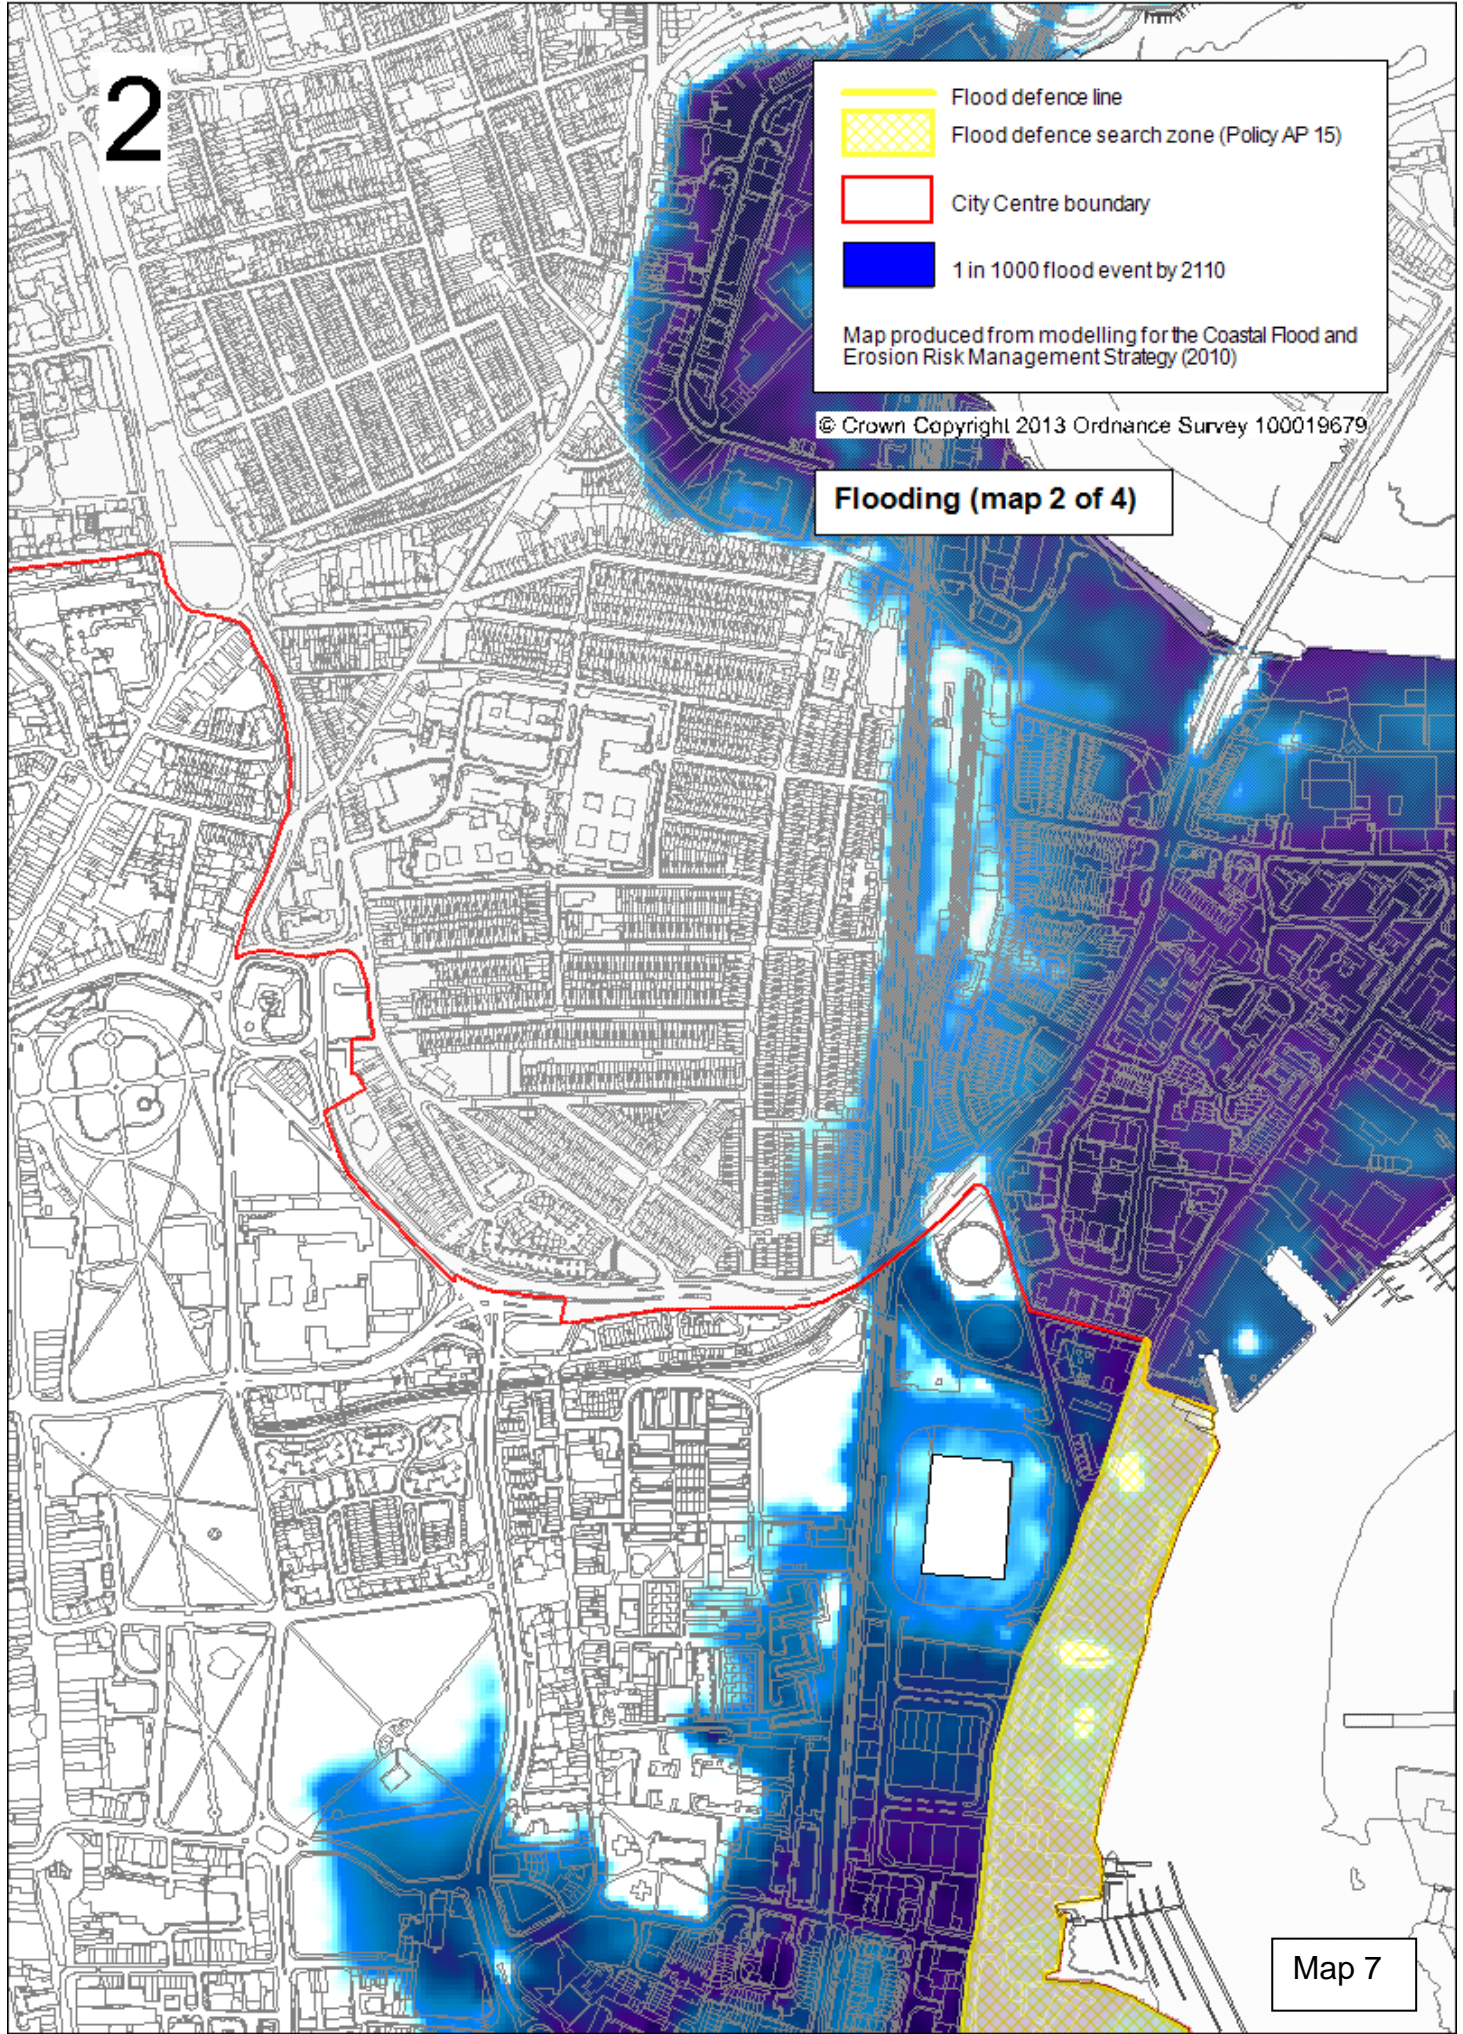 2
Flood defence line
Flood defence search zone (Policy AP 15)
City Centre boundary
1 in 1000 flood event by 2110
Map produced from modelling for the Coastal Flood and
Erosion Risk Management Strategy (2010)
© Crown Copyright 2013 Ordnance Survey 100019679
Flooding (map 2 of 4)
Map 7